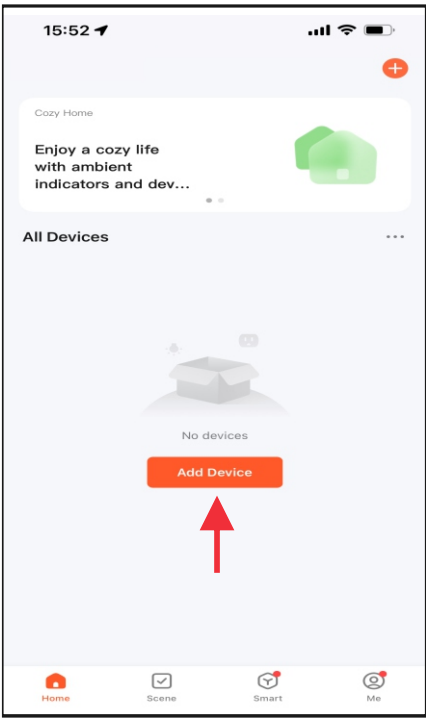 15:52
Cozy Home
Enjoy a cozy life
with ambient
indicators and dev...
All Devices
No devices
Add Device
Home
Scene
Smart
Me